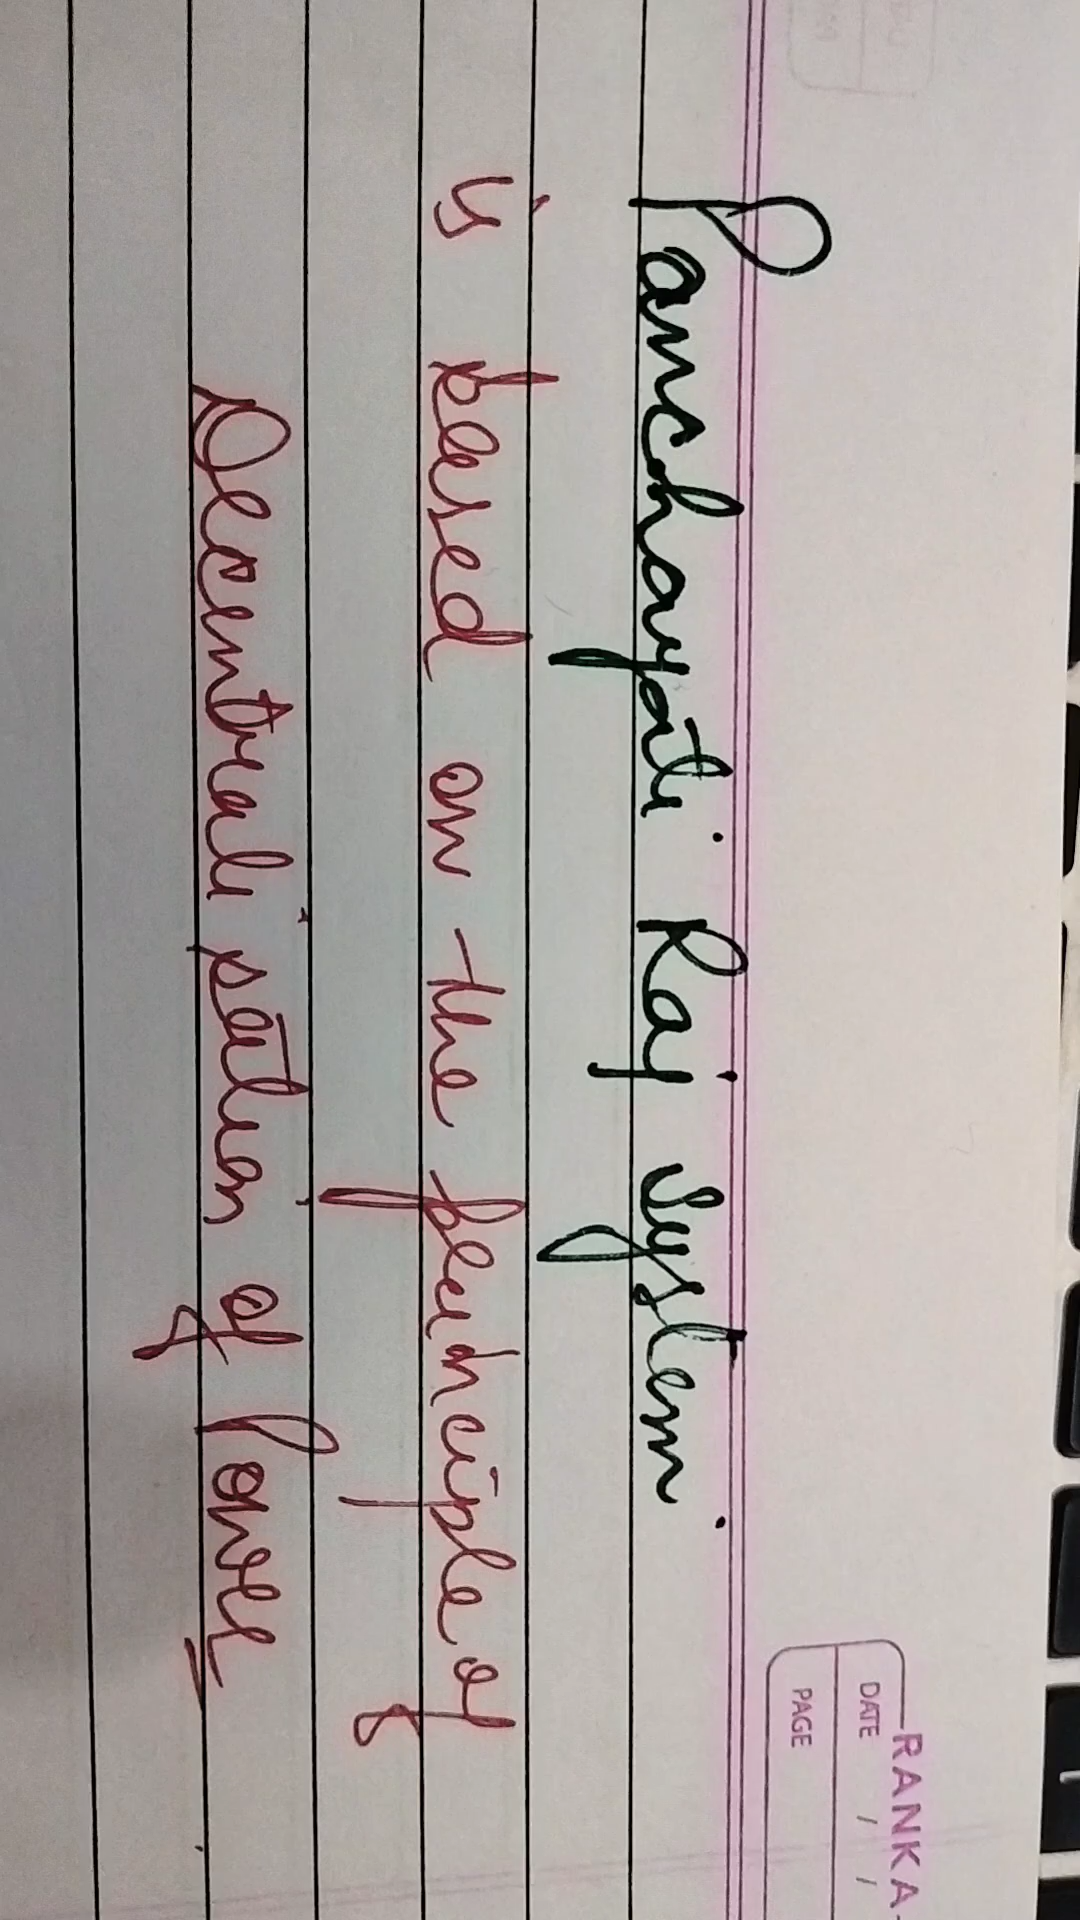 RANKA
DATE / /
PAGE
Panchayati Raj System.
is based on the principle of
Decentralisation of Power